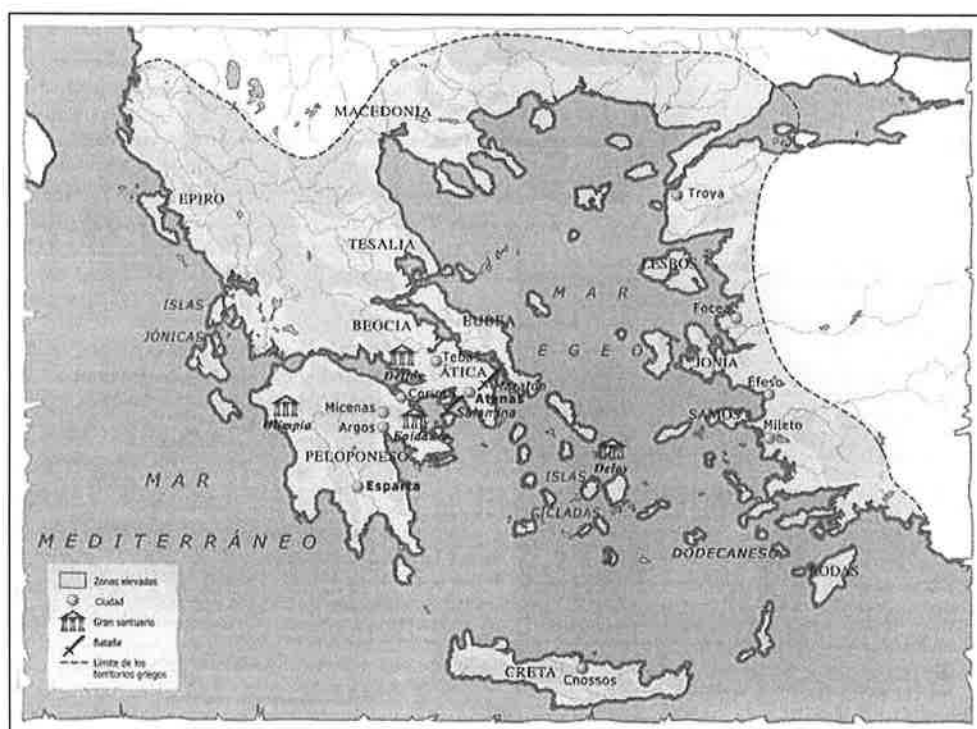 MACEDONIA
EPIRO
Troya
TESALIA
LESBOS
MAR
EGEO
ISLAS
JÓNICAS
BEOCIA
EUBEA
Focea
Tebas
ÁTICA
JONIA
Delfos
Corinto
Maratón
Atenas
Salamina
Efeso
Micenas
Olimpia
Argos
Epidauro
SAMOS
Mileto
PELOPONESO
Delos
ISLAS
CÍCLADAS
MAR
MEDITERRÁNEO
Esparta
DODECANESO
RODAS
CRETA
Cnossos
Zonas elevadas
Ciudad
Gran santuario
Batalla
Límite de los
territorios griegos